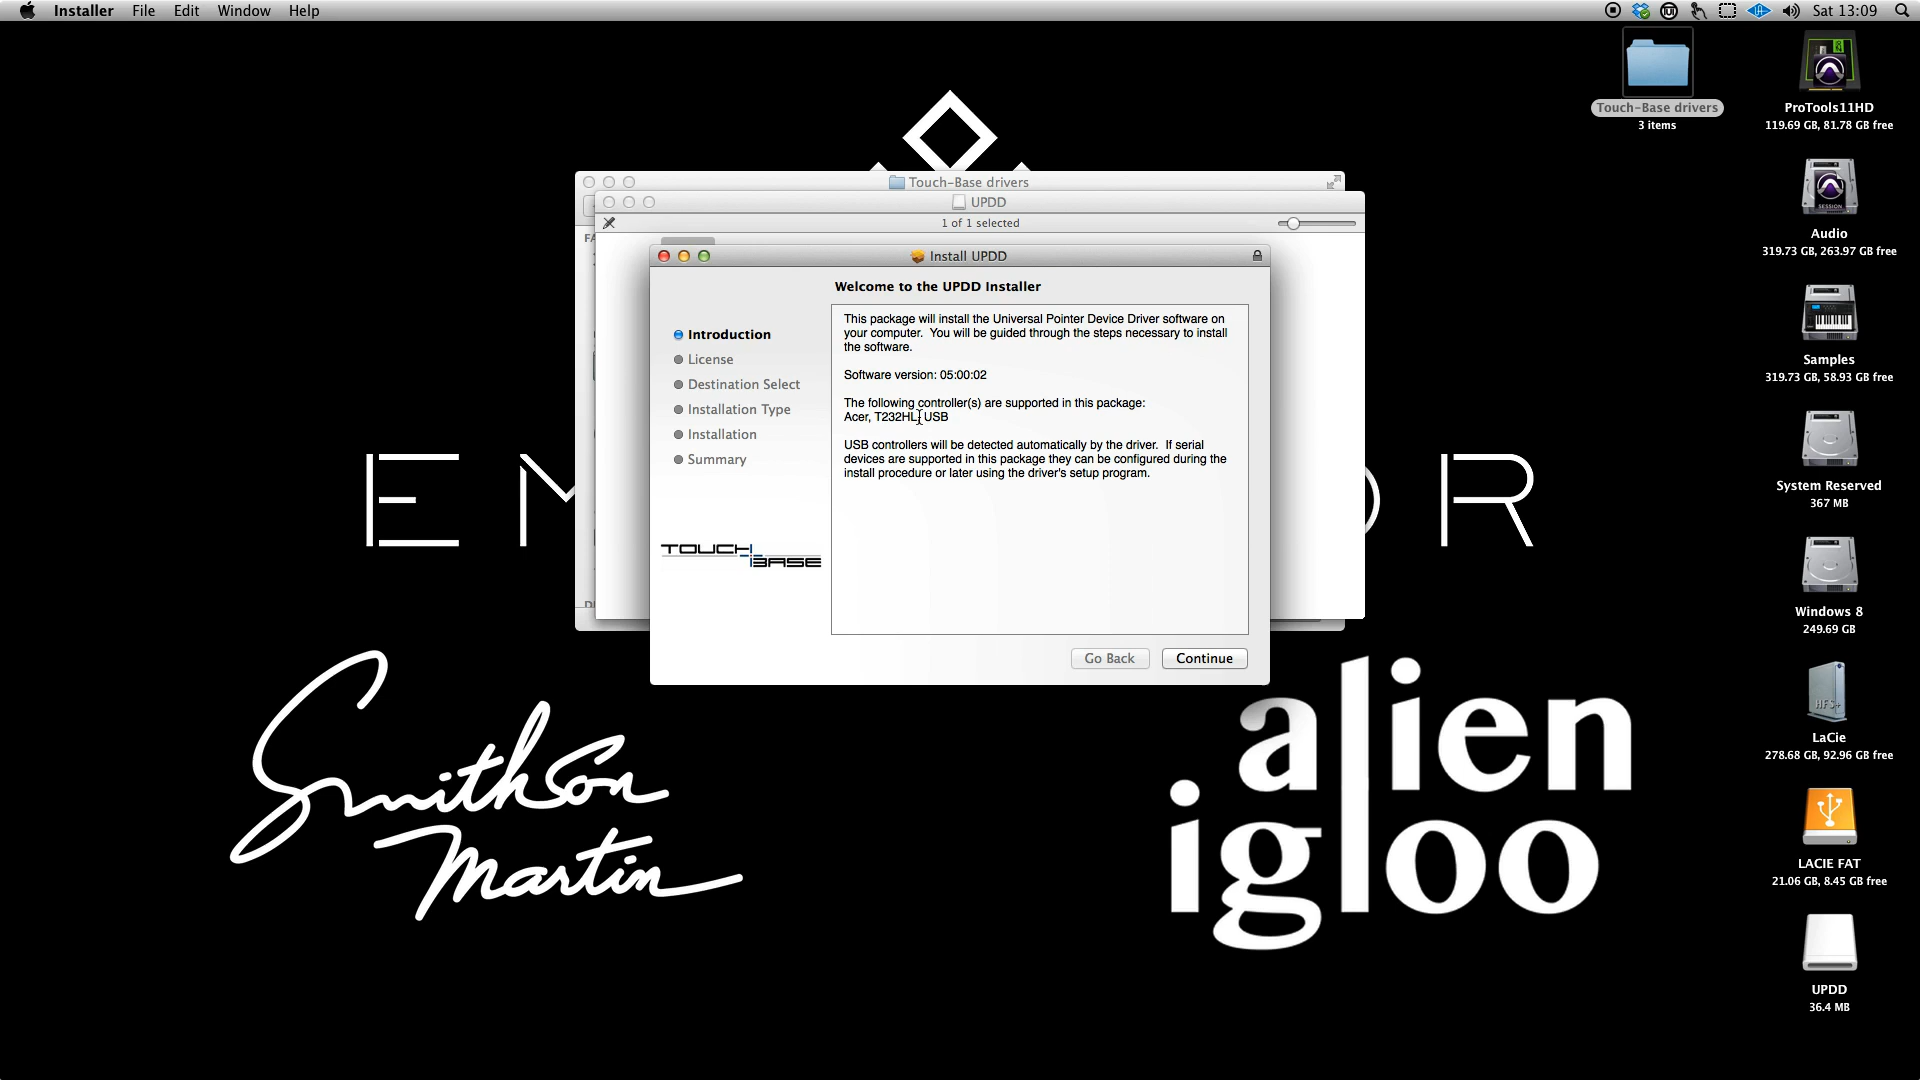 Installer File Edit Window Help
Sat 13:09
Touch-Base drivers
3 items
ProTools11HD
119.69 GB, 81.78 GB free
SESSION
Audio
319.73 GB, 263.97 GB free
Samples
319.73 GB, 58.93 GB free
System Reserved
367 MB
Windows 8
249.69 GB
HFS+
LaCie
278.68 GB, 92.96 GB free
LACIE FAT
21.06 GB, 8.45 GB free
UPDD
36.4 MB
Touch-Base drivers
UPDD
1 of 1 selected
Install UPDD
Welcome to the UPDD Installer
Introduction
License
Destination Select
Installation Type
Installation
Summary
TOUCH
BASE
This package will install the Universal Pointer Device Driver software on
your computer. You will be guided through the steps necessary to install
the software.
Software version: 05:00:02
The following controller(s) are supported in this package:
Acer, T232HL, USB
USB controllers will be detected automatically by the driver. If serial
devices are supported in this package they can be configured during the
install procedure or later using the driver's setup program.
Go Back Continue
Smithson
Martin
alien
igloo